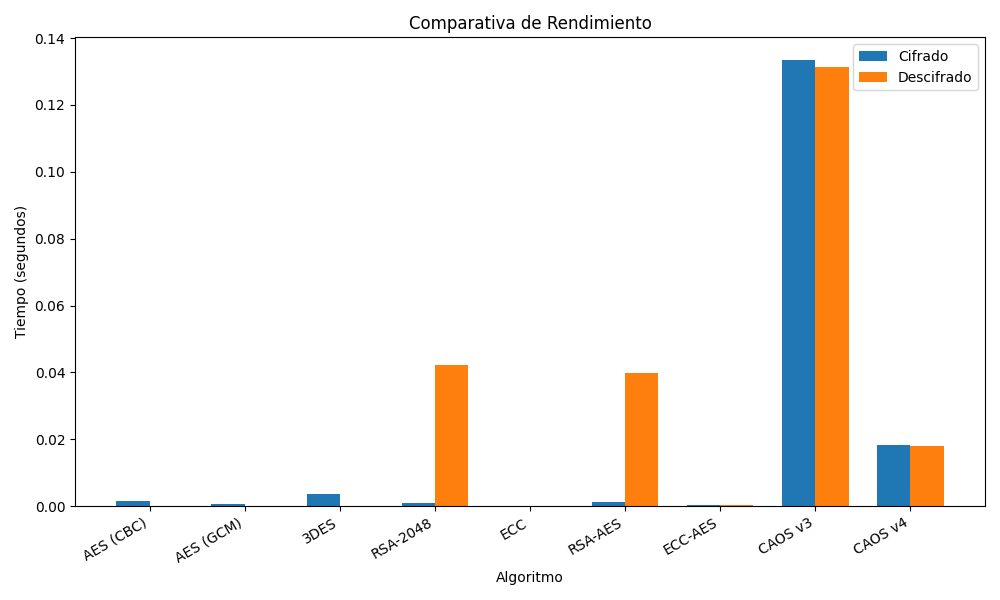 Comparativa de Rendimiento
Cifrado
Descifrado
Tiempo (segundos)
0.14
0.12
0.10
0.08
0.06
0.04
0.02
0.00
AES (CBC)
AES (GCM)
3DES
RSA-2048
ECC
RSA-AES
ECC-AES
CAOS v3
CAOS v4
Algoritmo